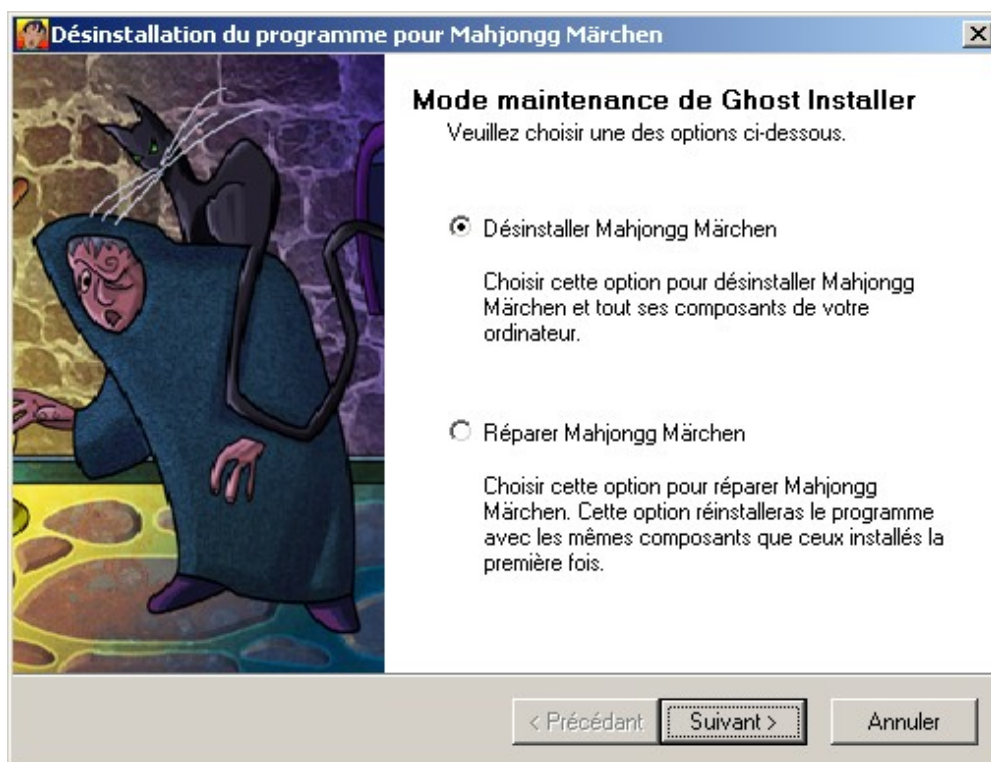 Désinstallation du programme pour Mahjongg Märchen
Mode maintenance de Ghost Installer
Veuillez choisir une des options ci-dessous.
Désinstaller Mahjongg Märchen
Choisir cette option pour désinstaller Mahjongg
Märchen et tout ses composants de votre
ordinateur.
Réparer Mahjongg Märchen
Choisir cette option pour réparer Mahjongg
Märchen. Cette option réinstalleras le programme
avec les mêmes composants que ceux installés la
première fois.
< Précédant
Suivant >
Annuler